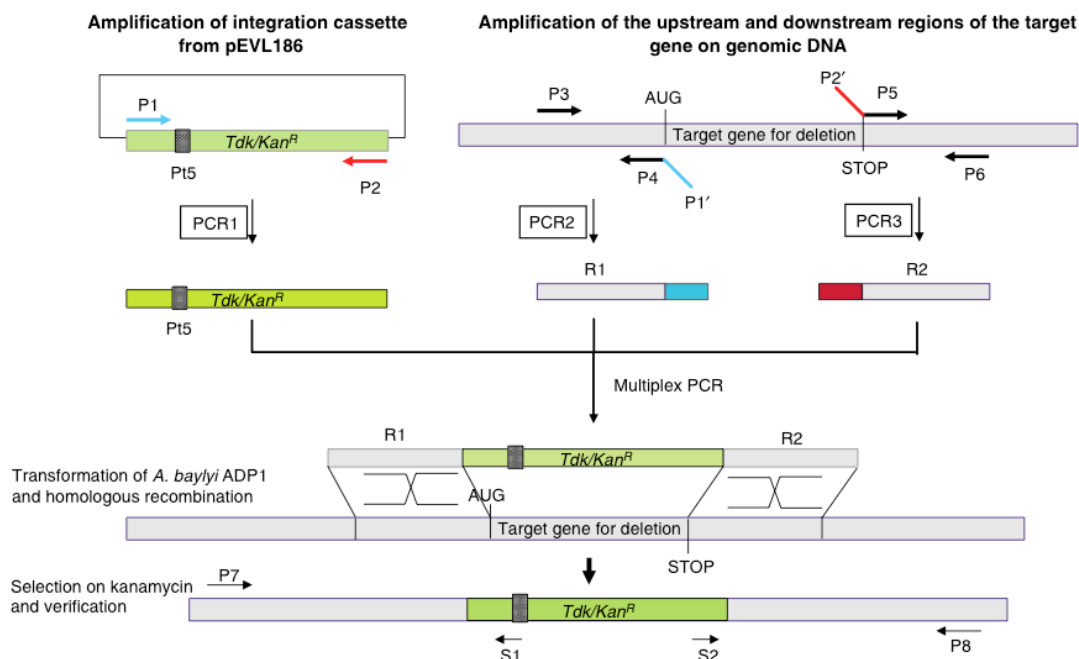 Amplification of integration cassette
from pEVL186
Amplification of the upstream and downstream regions of the target
gene on genomic DNA
P1
Tdk/Kanᴿ
Pt5
P2
P3
AUG
P2′
P5
Target gene for deletion
P4
P1′
STOP
P6
PCR1
PCR2
PCR3
Tdk/Kanᴿ
Pt5
R1
R2
Multiplex PCR
R1
R2
Tdk/Kanᴿ
Transformation of A. baylyi ADP1
and homologous recombination
AUG
Target gene for deletion
STOP
Selection on kanamycin
and verification
P7
Tdk/Kanᴿ
S1
S2
P8